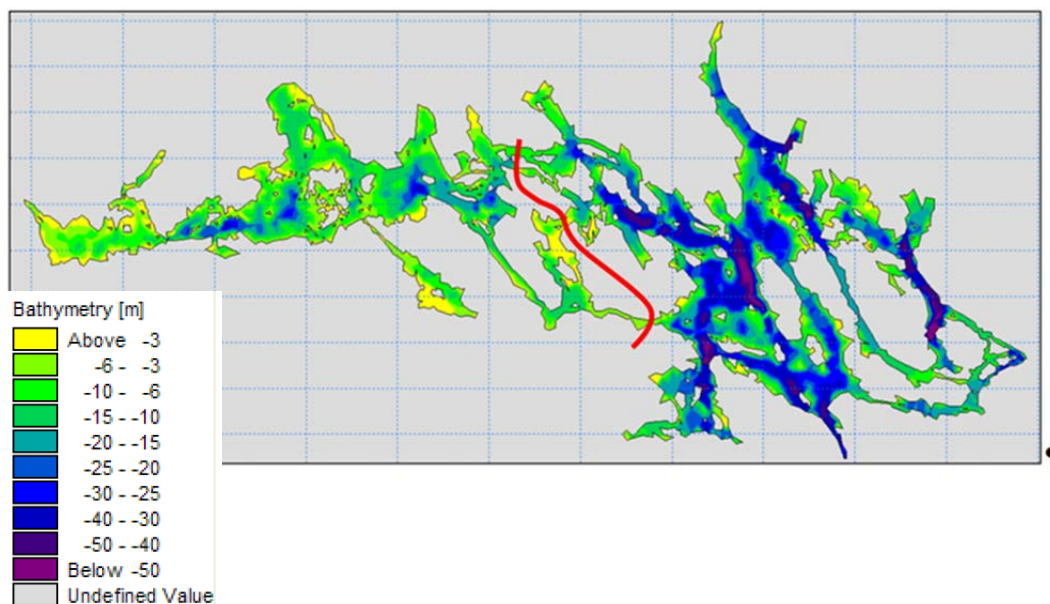 Bathymetry [m]
Above -3
-6 - -3
-10 - -6
-15 - -10
-20 - -15
-25 - -20
-30 - -25
-40 - -30
-50 - -40
Below -50
Undefined Value